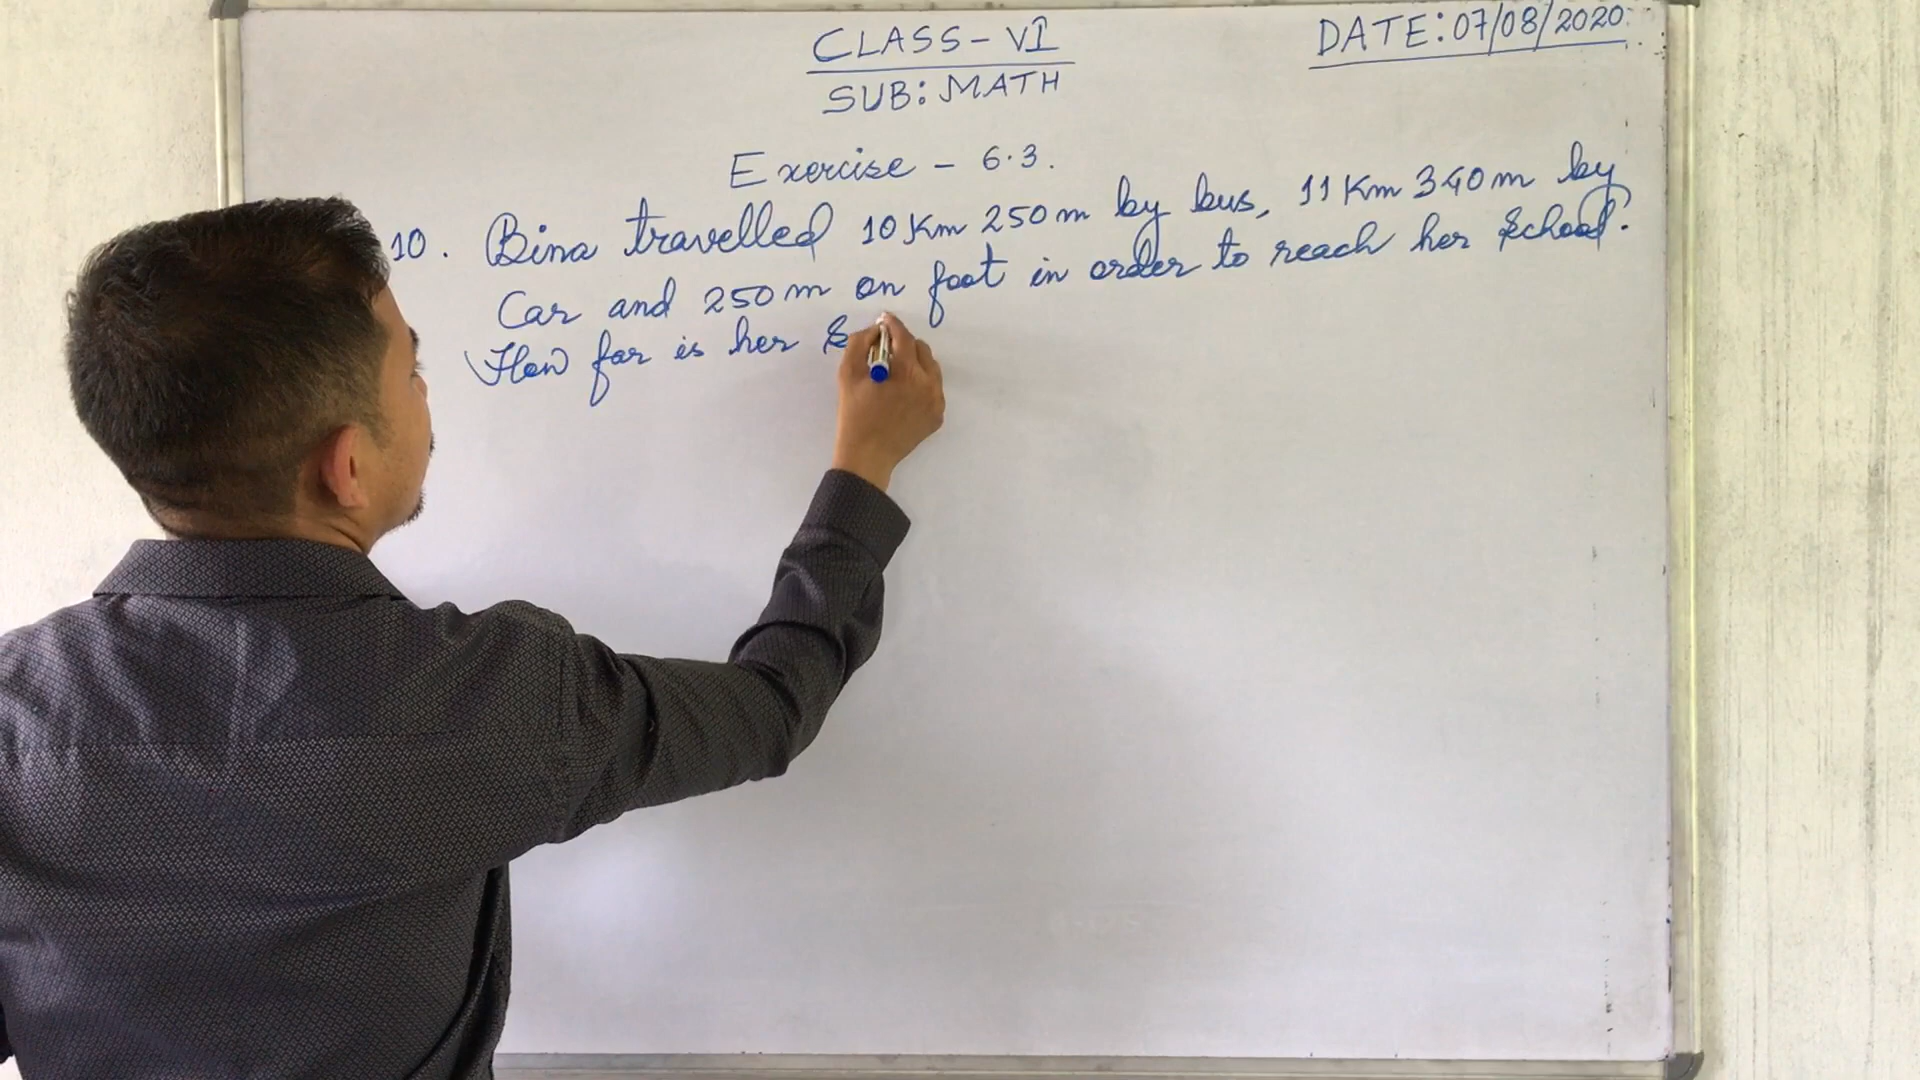 CLASS-VI
SUB: MATH
DATE: 07/08/2020
Exercise - 6.3.
10. Bina travelled 10 Km 250 m by bus, 11 Km 340 m by
Car and 250 m on foot in order to reach her School.
How far is her